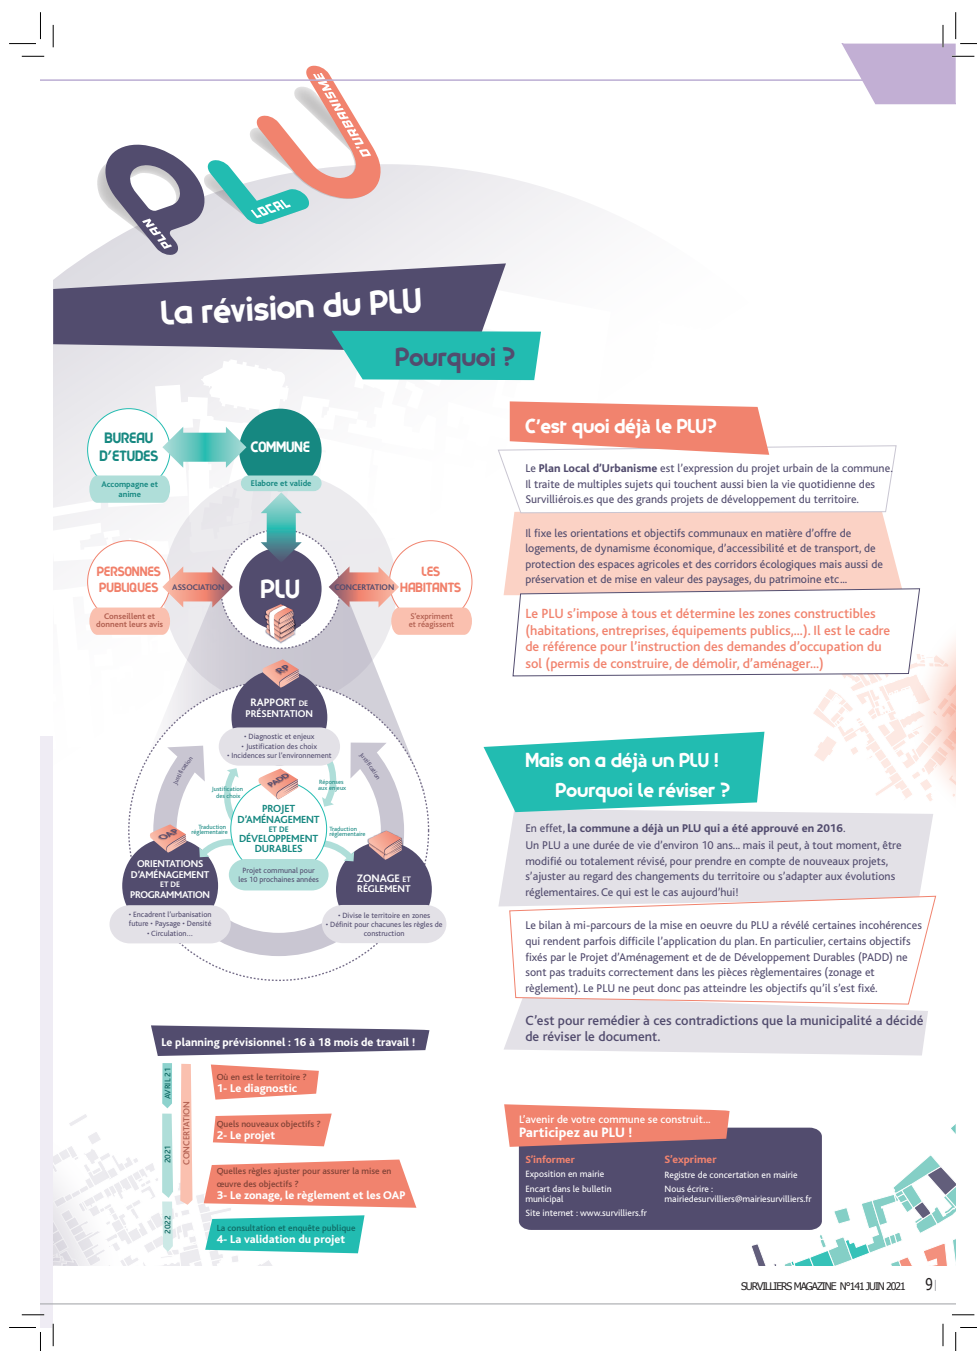 PLU
PLAN
LOCAL
D'URBANISME
La révision du PLU
Pourquoi ?
BUREAU
D'ETUDES
Accompagne et
anime
COMMUNE
Elabore et valide
PERSONNES
PUBLIQUES
Conseillent et
donnent leurs avis
ASSOCIATION
PLU
CONCERTATION
LES
HABITANTS
S'expriment
et réagissent
RP
RAPPORT DE
PRÉSENTATION
• Diagnostic et enjeux
• Justification des choix
• Incidences sur l'environnement
Justification
Justification
Justification
des choix
Réponses
aux enjeux
PADD
PROJET
D'AMÉNAGEMENT
ET DE
DÉVELOPPEMENT
DURABLES
Projet communal pour
les 10 prochaines années
Traduction
réglementaire
Traduction
réglementaire
OAP
ORIENTATIONS
D'AMÉNAGEMENT
ET DE
PROGRAMMATION
• Encadrent l'urbanisation
future • Paysage • Densité
• Circulation...
ZONAGE ET
RÉGLEMENT
• Divise le territoire en zones
• Définit pour chacunes les règles de
construction
Le planning prévisionnel : 16 à 18 mois de travail !
AVRIL 21
2021
2022
CONCERTATION
Où en est le territoire ?
1- Le diagnostic
Quels nouveaux objectifs ?
2- Le projet
Quelles règles ajuster pour assurer la mise en
œuvre des objectifs ?
3- Le zonage, le règlement et les OAP
La consultation et enquête publique
4- La validation du projet
C'est quoi déjà le PLU?
Le Plan Local d'Urbanisme est l'expression du projet urbain de la commune.
Il traite de multiples sujets qui touchent aussi bien la vie quotidienne des
Survilliérois.es que des grands projets de développement du territoire.
Il fixe les orientations et objectifs communaux en matière d'offre de
logements, de dynamisme économique, d'accessibilité et de transport, de
protection des espaces agricoles et des corridors écologiques mais aussi de
préservation et de mise en valeur des paysages, du patrimoine etc...
Le PLU s'impose à tous et détermine les zones constructibles
(habitations, entreprises, équipements publics,...). Il est le cadre
de référence pour l'instruction des demandes d'occupation du
sol (permis de construire, de démolir, d'aménager...)
Mais on a déjà un PLU !
Pourquoi le réviser ?
En effet, la commune a déjà un PLU qui a été approuvé en 2016.
Un PLU a une durée de vie d'environ 10 ans... mais il peut, à tout moment, être
modifié ou totalement révisé, pour prendre en compte de nouveaux projets,
s'ajuster au regard des changements du territoire ou s'adapter aux évolutions
réglementaires. Ce qui est le cas aujourd'hui!
Le bilan à mi-parcours de la mise en oeuvre du PLU a révélé certaines incohérences
qui rendent parfois difficile l'application du plan. En particulier, certains objectifs
fixés par le Projet d'Aménagement et de de Développement Durables (PADD) ne
sont pas traduits correctement dans les pièces règlementaires (zonage et
règlement). Le PLU ne peut donc pas atteindre les objectifs qu'il s'est fixé.
C'est pour remédier à ces contradictions que la municipalité a décidé
de réviser le document.
L'avenir de votre commune se construit...
Participez au PLU !
S'informer
Exposition en mairie
Encart dans le bulletin
municipal
Site internet : www.survilliers.fr
S'exprimer
Registre de concertation en mairie
Nous écrire :
mairiedesurvilliers@mairiesurvilliers.fr
SURVILLIERS MAGAZINE N°141 JUIN 2021 9